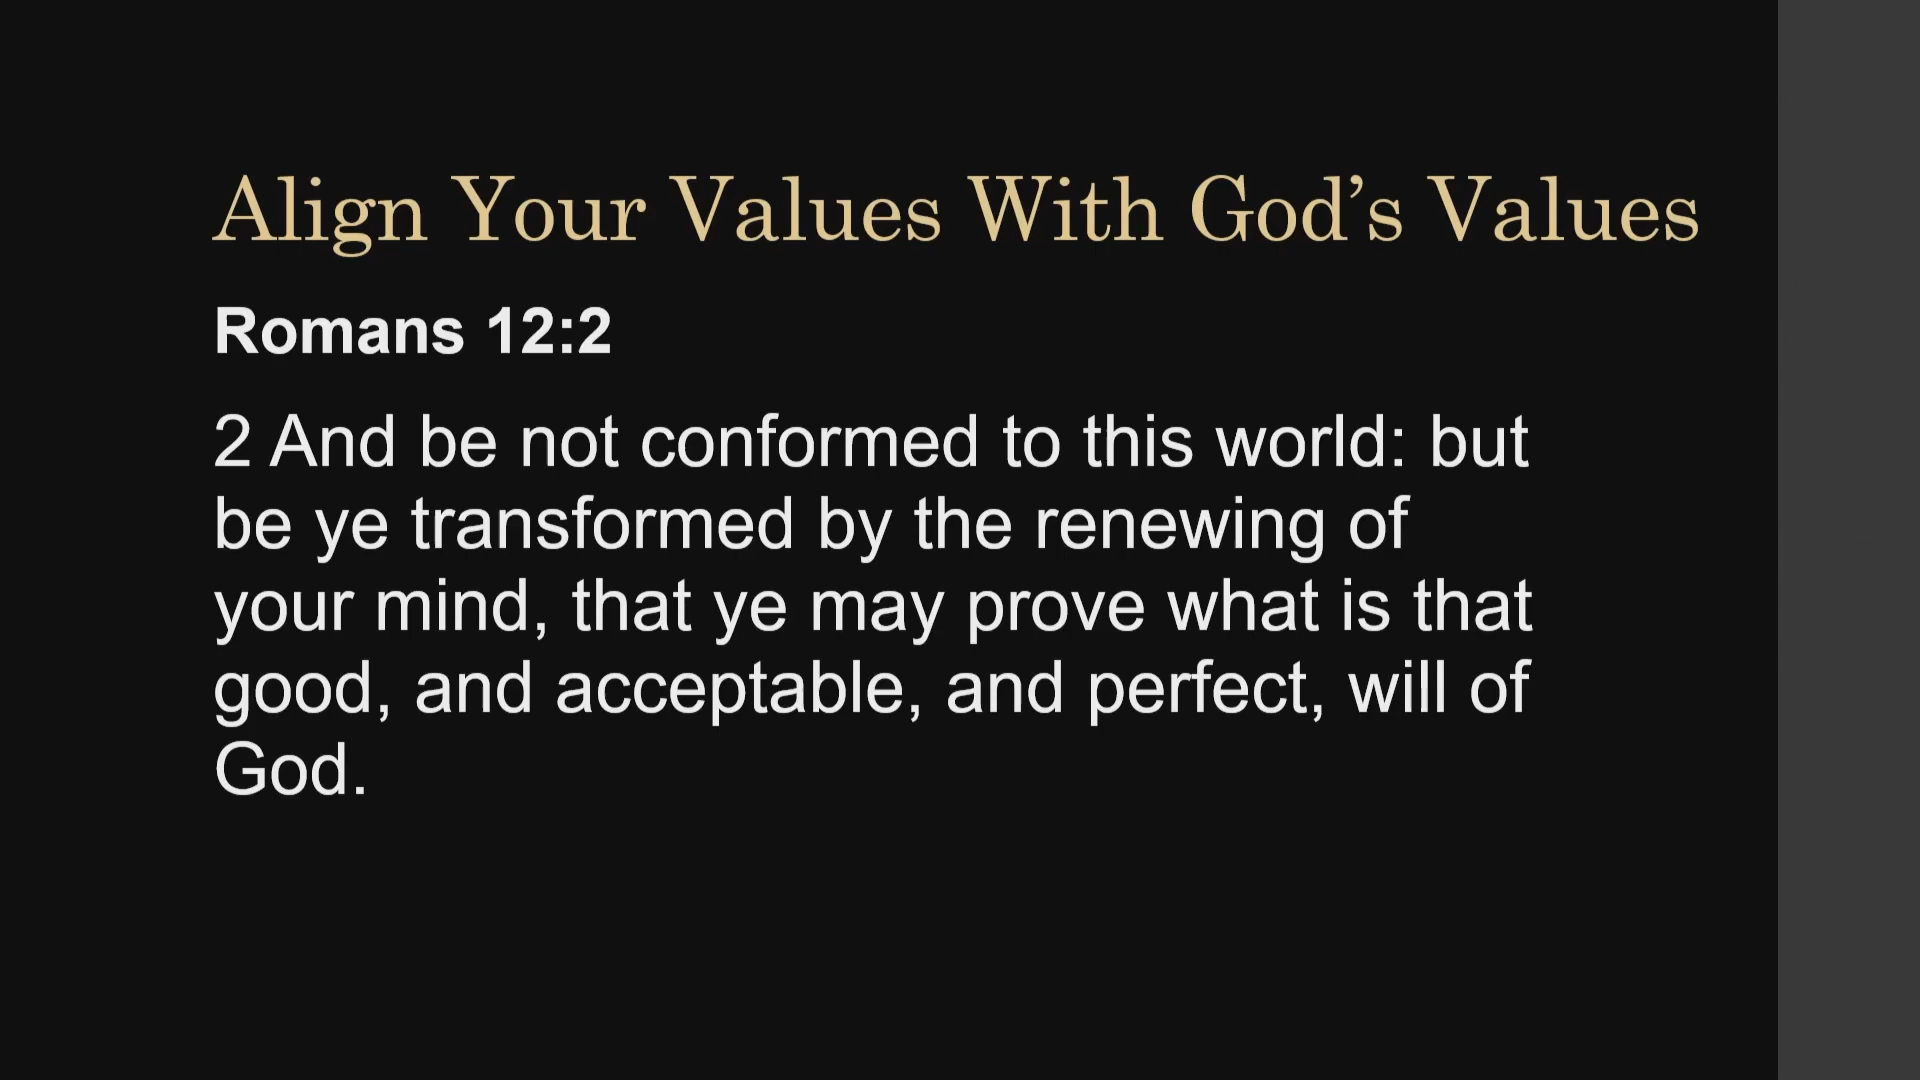 Align Your Values With God’s Values
Romans 12:2
2 And be not conformed to this world: but
be ye transformed by the renewing of
your mind, that ye may prove what is that
good, and acceptable, and perfect, will of
God.